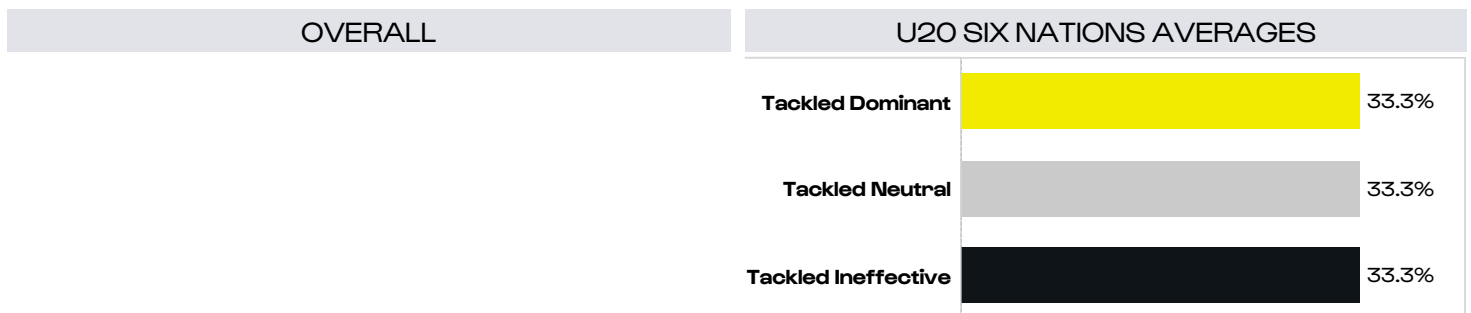 OVERALL
U20 SIX NATIONS AVERAGES
Tackled Dominant 33.3%
Tackled Neutral 33.3%
Tackled Ineffective 33.3%